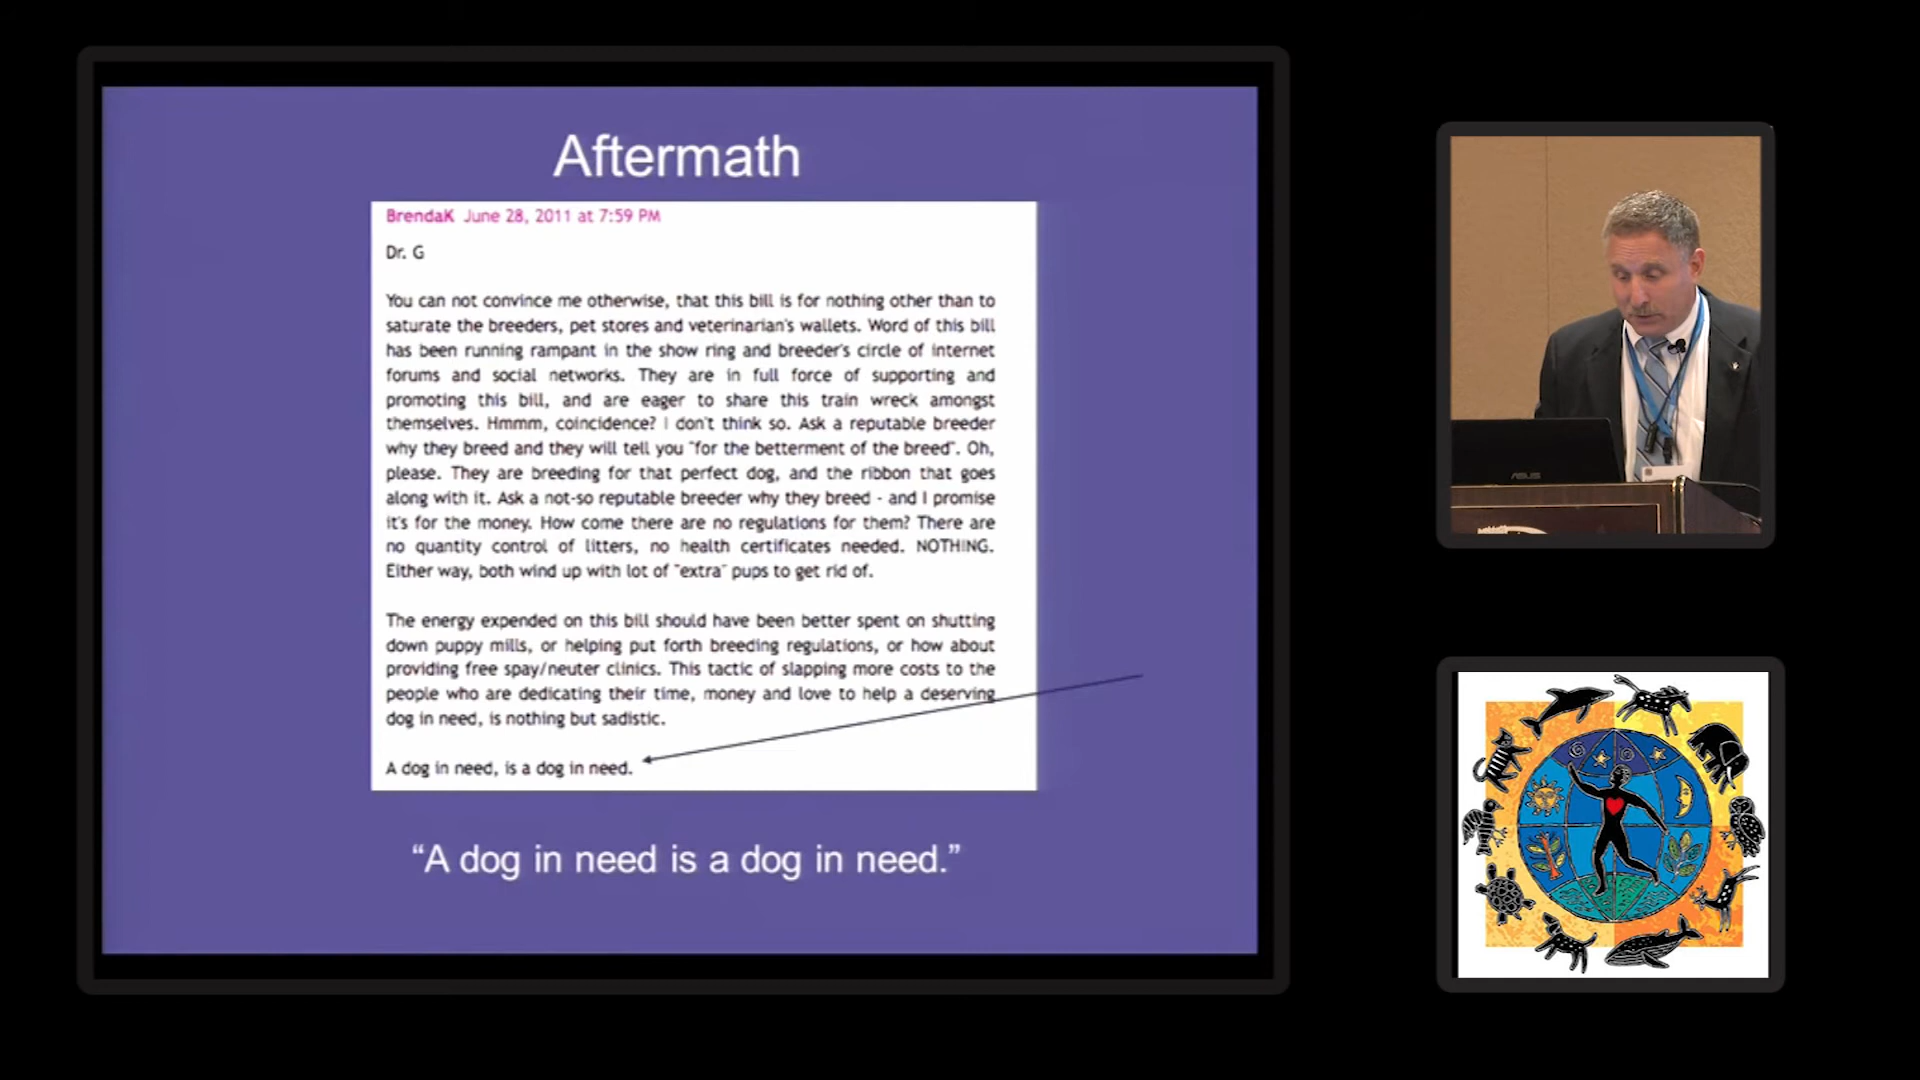 Aftermath
BrendaK June 28, 2011 at 7:59 PM
Dr. G
You can not convince me otherwise, that this bill is for nothing other than to
saturate the breeders, pet stores and veterinarian's wallets. Word of this bill
has been running rampant in the show ring and breeder's circle of internet
forums and social networks. They are in full force of supporting and
promoting this bill, and are eager to share this train wreck amongst
themselves. Hmmm, coincidence? I don't think so. Ask a reputable breeder
why they breed and they will tell you "for the betterment of the breed". Oh,
please. They are breeding for that perfect dog, and the ribbon that goes
along with it. Ask a not-so reputable breeder why they breed - and I promise
it's for the money. How come there are no regulations for them? There are
no quantity control of litters, no health certificates needed. NOTHING.
Either way, both wind up with lot of "extra" pups to get rid of.
The energy expended on this bill should have been better spent on shutting
down puppy mills, or helping put forth breeding regulations, or how about
providing free spay/neuter clinics. This tactic of slapping more costs to the
people who are dedicating their time, money and love to help a deserving
dog in need, is nothing but sadistic.
A dog in need, is a dog in need.
“A dog in need is a dog in need.”
ASUS